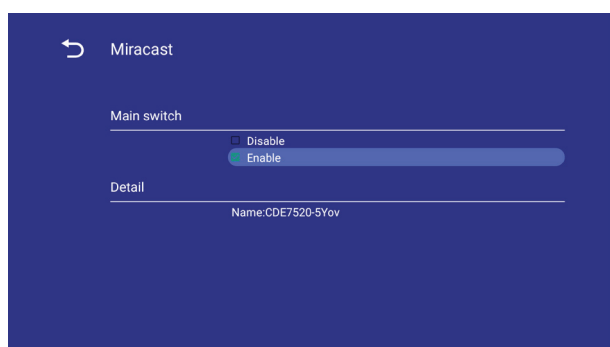 Miracast
Main switch
Disable
Enable
Detail
Name:CDE7520-5Yov